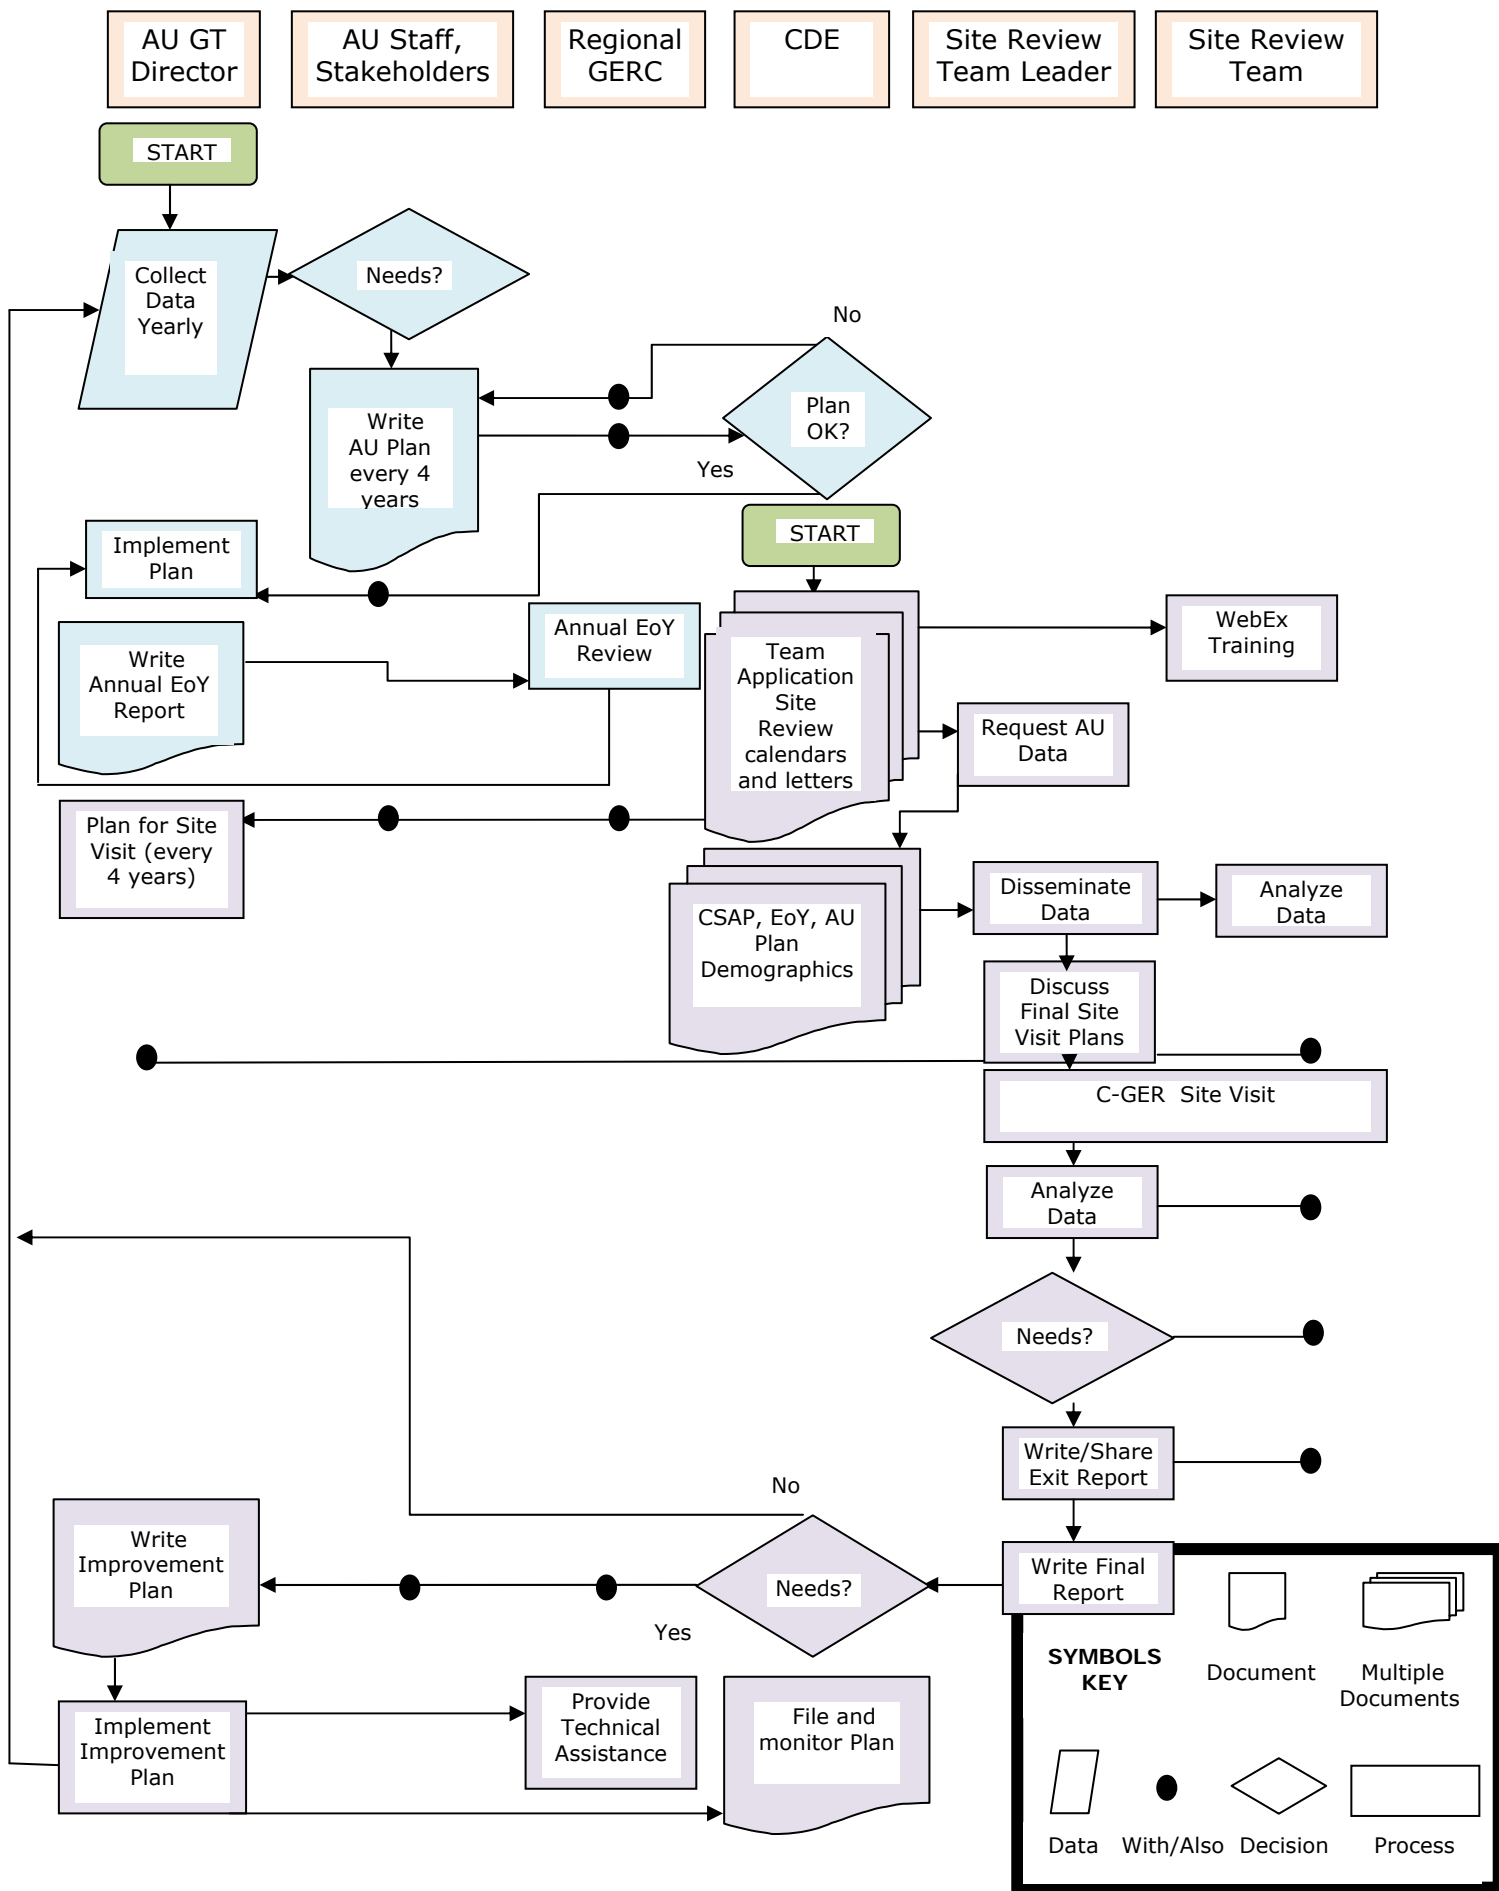 AU GT
Director
AU Staff,
Stakeholders
Regional
GERC
CDE
Site Review
Team Leader
Site Review
Team
START
Collect
Data
Yearly
Needs?
No
Plan
OK?
Write
AU Plan
every 4
years
Yes
START
Implement
Plan
Annual EoY
Review
WebEx
Training
Write
Annual EoY
Report
Team
Application
Site
Review
calendars
and letters
Request AU
Data
Plan for Site
Visit (every
4 years)
CSAP, EoY, AU
Plan
Demographics
Disseminate
Data
Analyze
Data
Discuss
Final Site
Visit Plans
C-GER  Site Visit
Analyze
Data
Needs?
Write/Share
Exit Report
No
Write
Improvement
Plan
Needs?
Write Final
Report
Yes
SYMBOLS
KEY
Document
Multiple
Documents
Implement
Improvement
Plan
Provide
Technical
Assistance
File and
monitor Plan
Data
With/Also
Decision
Process